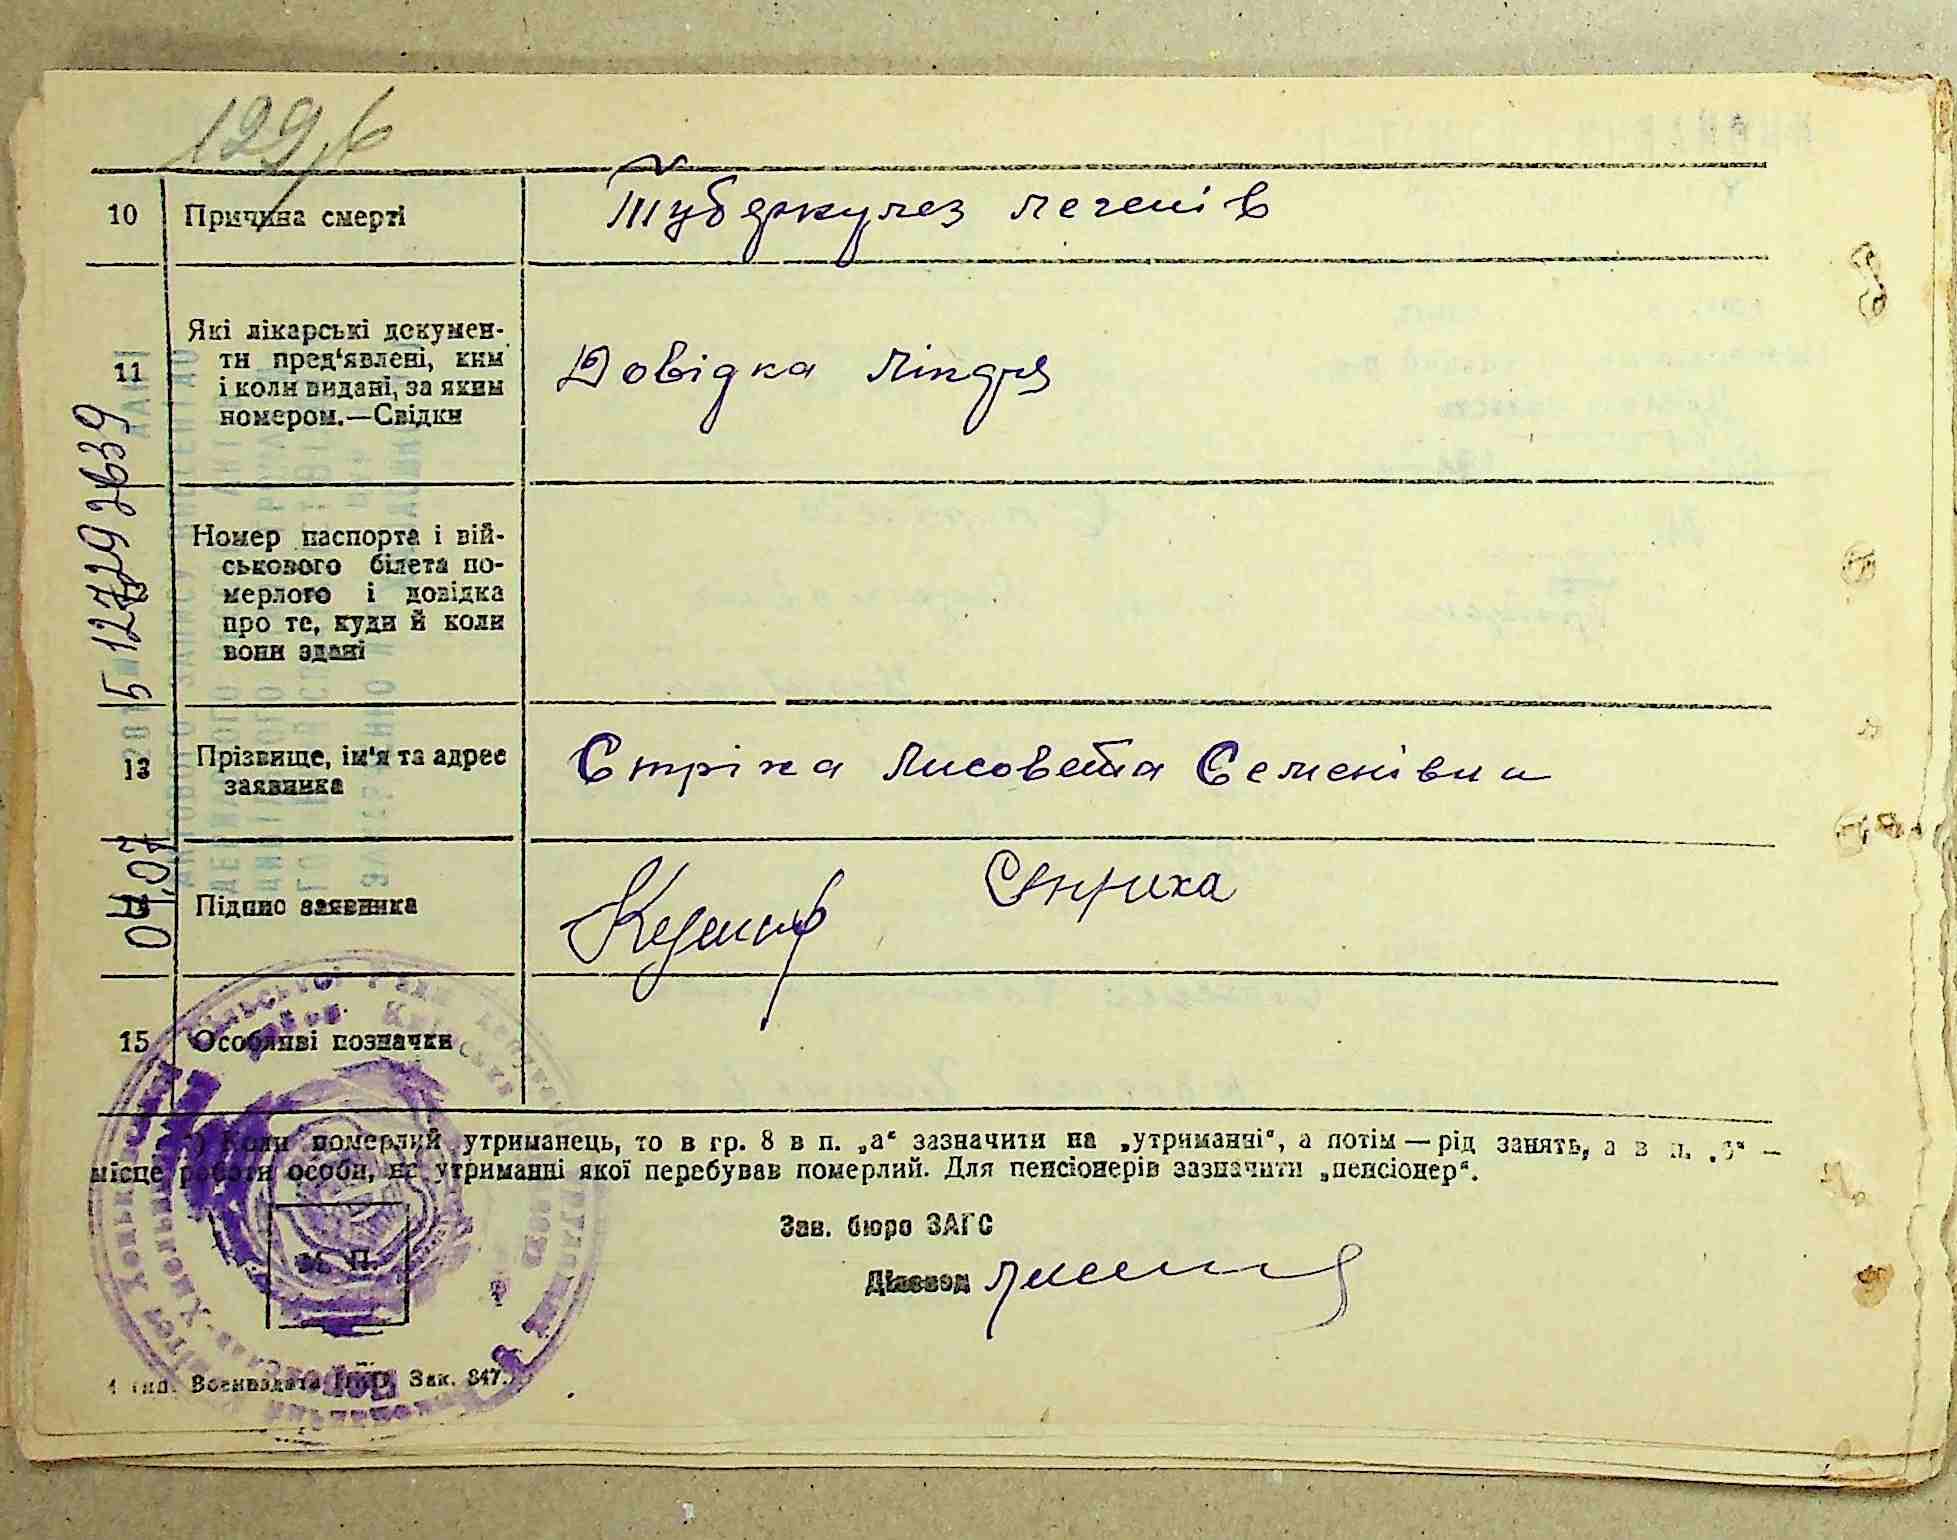 10 Причина смерті Туберкулез легенів
11 Які лікарські докумен-
ти пред'явлені, ким
і коли видані, за яким
номером.—Свідки
Довідка лікаря
Номер паспорта і вій-
ськового білета по-
мерлого і довідка
про те, куди й коли
вони здані
13 Прізвище, ім'я та адрес
заявника
Стріха Лисовета Семенівна
Підпис заявника
Стриха
15 Особливі позначки
*) Коли померлий утриманець, то в гр. 8 в п. „а“ зазначити на „утриманні“, а потім — рід занять, а в п. „б“ —
місце роботи особи, на утриманні якої перебував померлий. Для пенсіонерів зазначити „пенсіонер“.
Зав. бюро ЗАГС
М. П.
Діловод
Зак. 847.